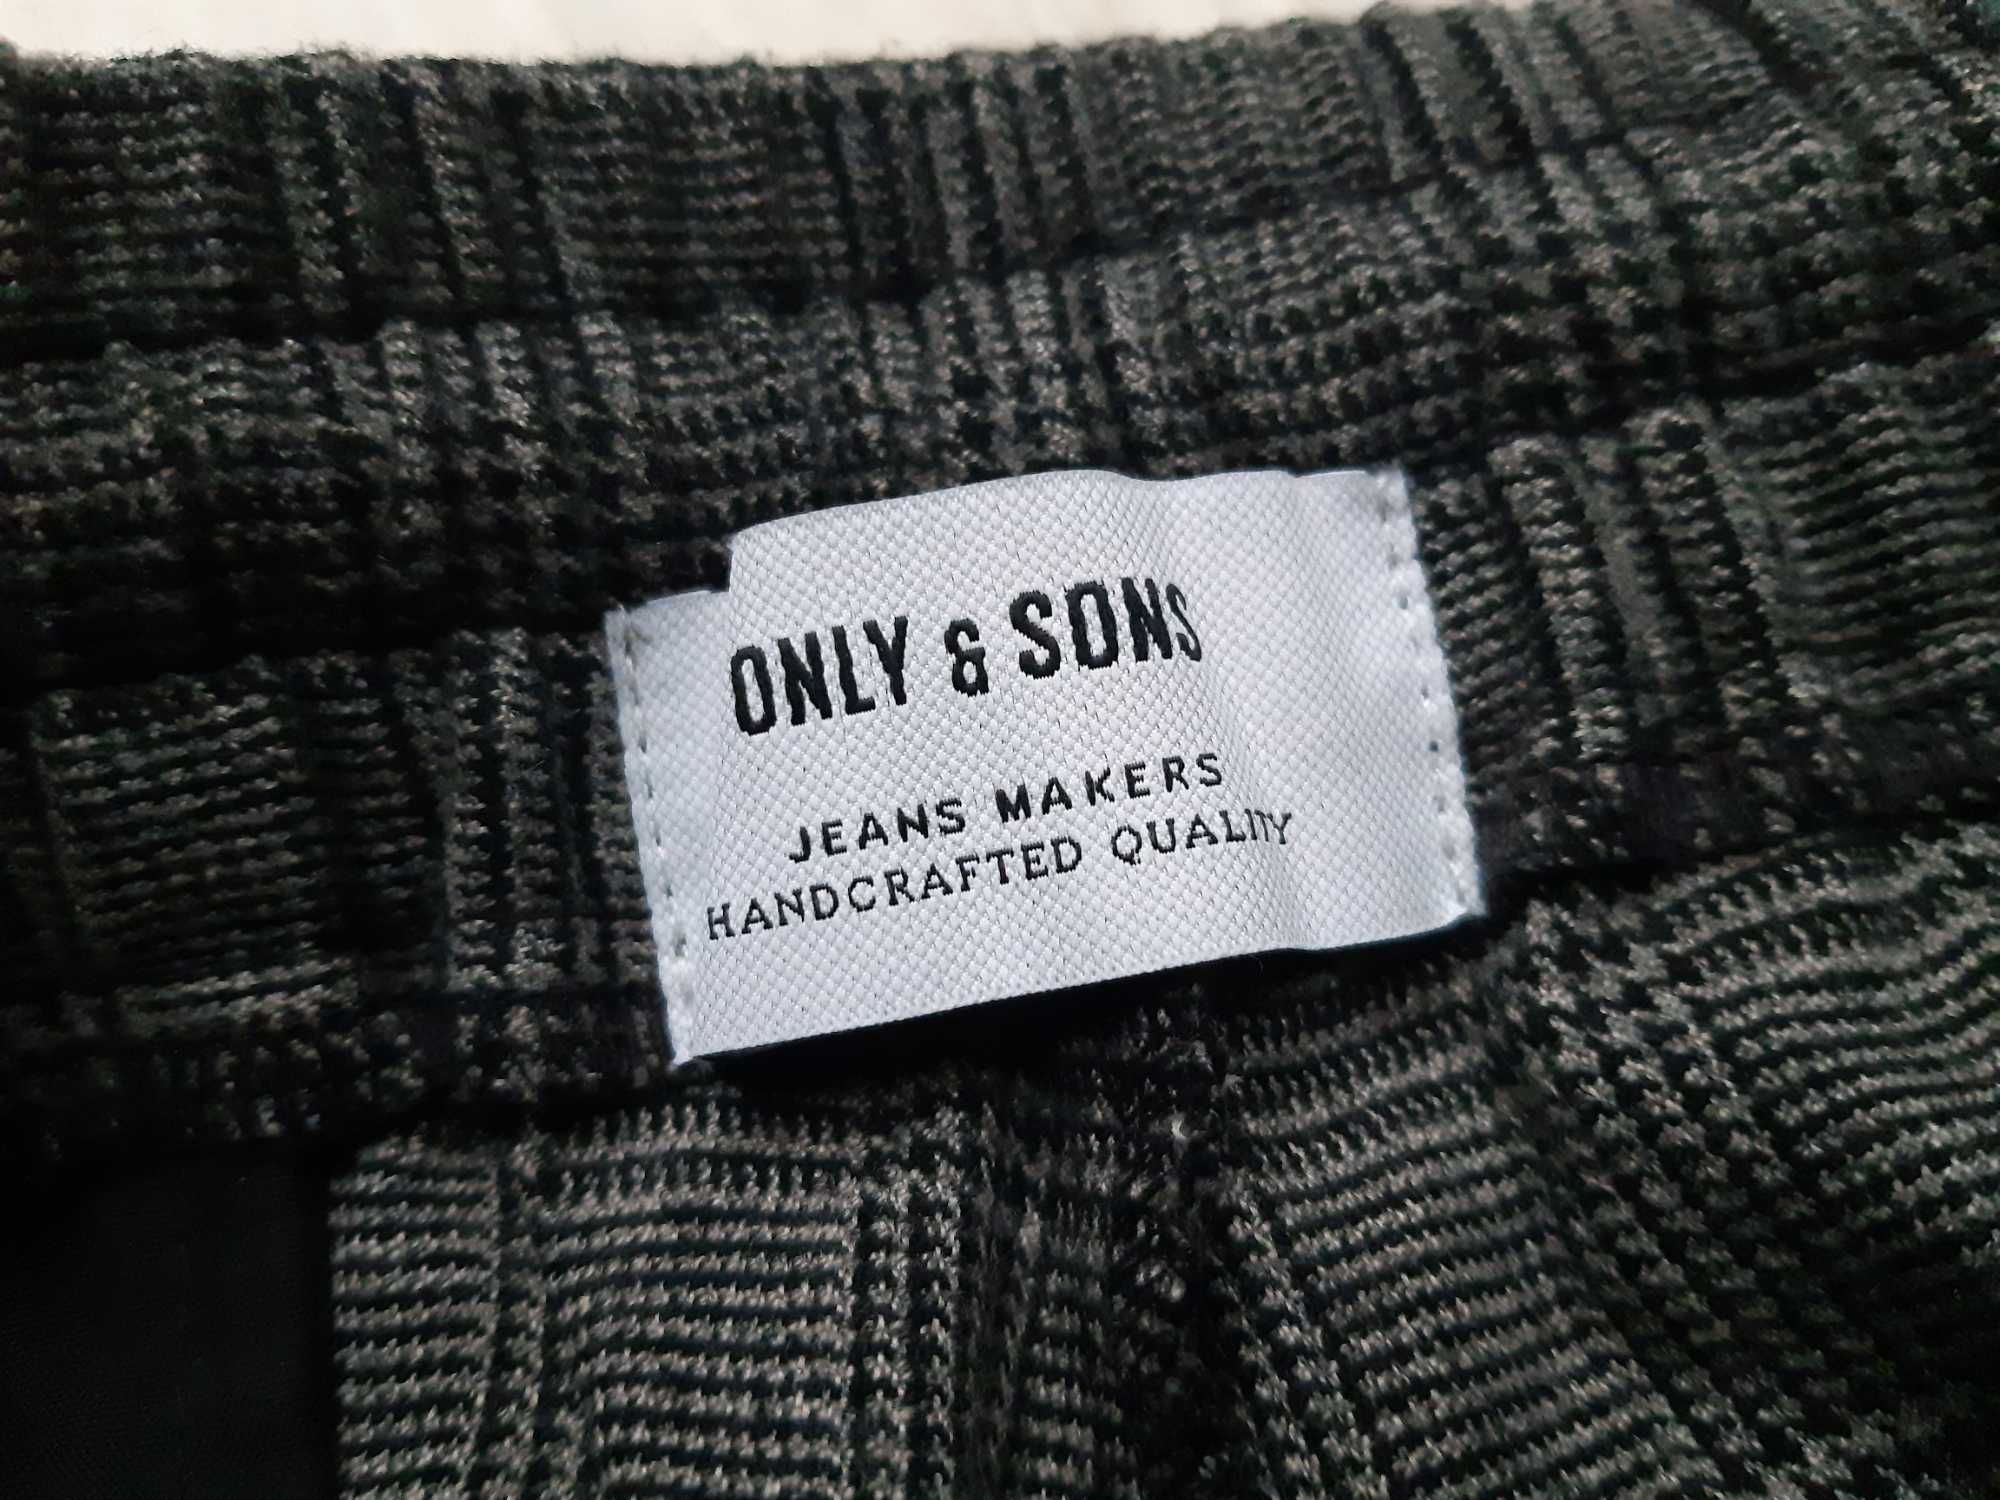 ONLY & SONS
JEANS MAKERS
HANDCRAFTED QUALITY